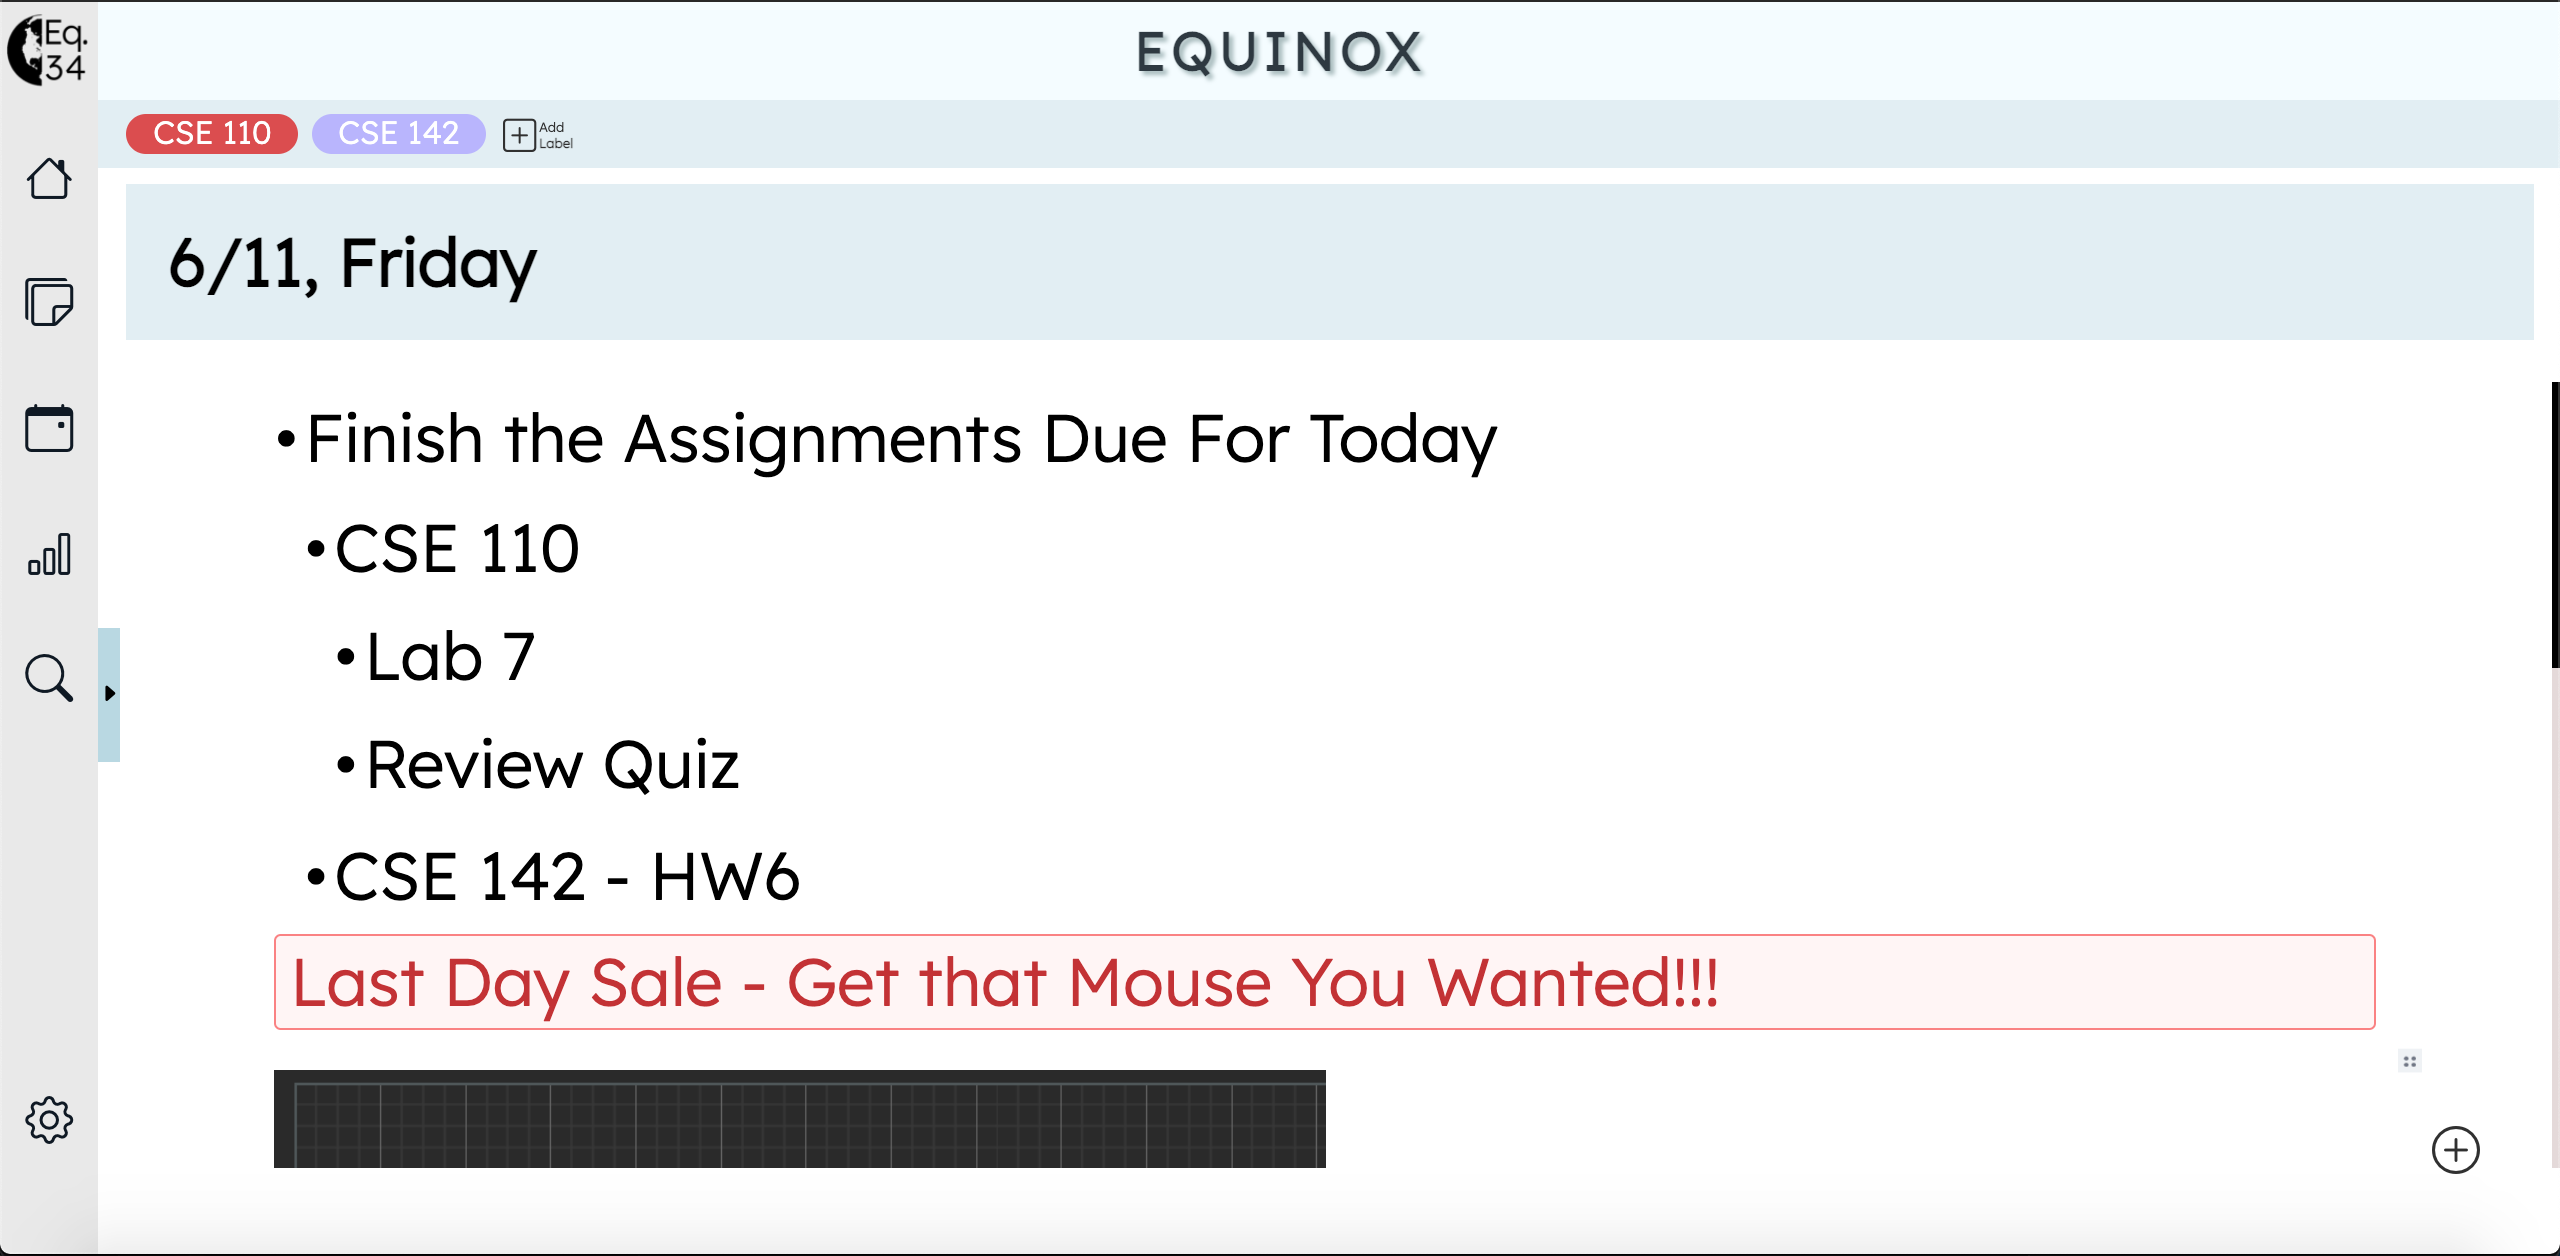 Eq.
34
EQUINOX
CSE 110
CSE 142
Add
Label
6/11, Friday
•Finish the Assignments Due For Today
•CSE 110
•Lab 7
•Review Quiz
•CSE 142 - HW6
Last Day Sale - Get that Mouse You Wanted!!!